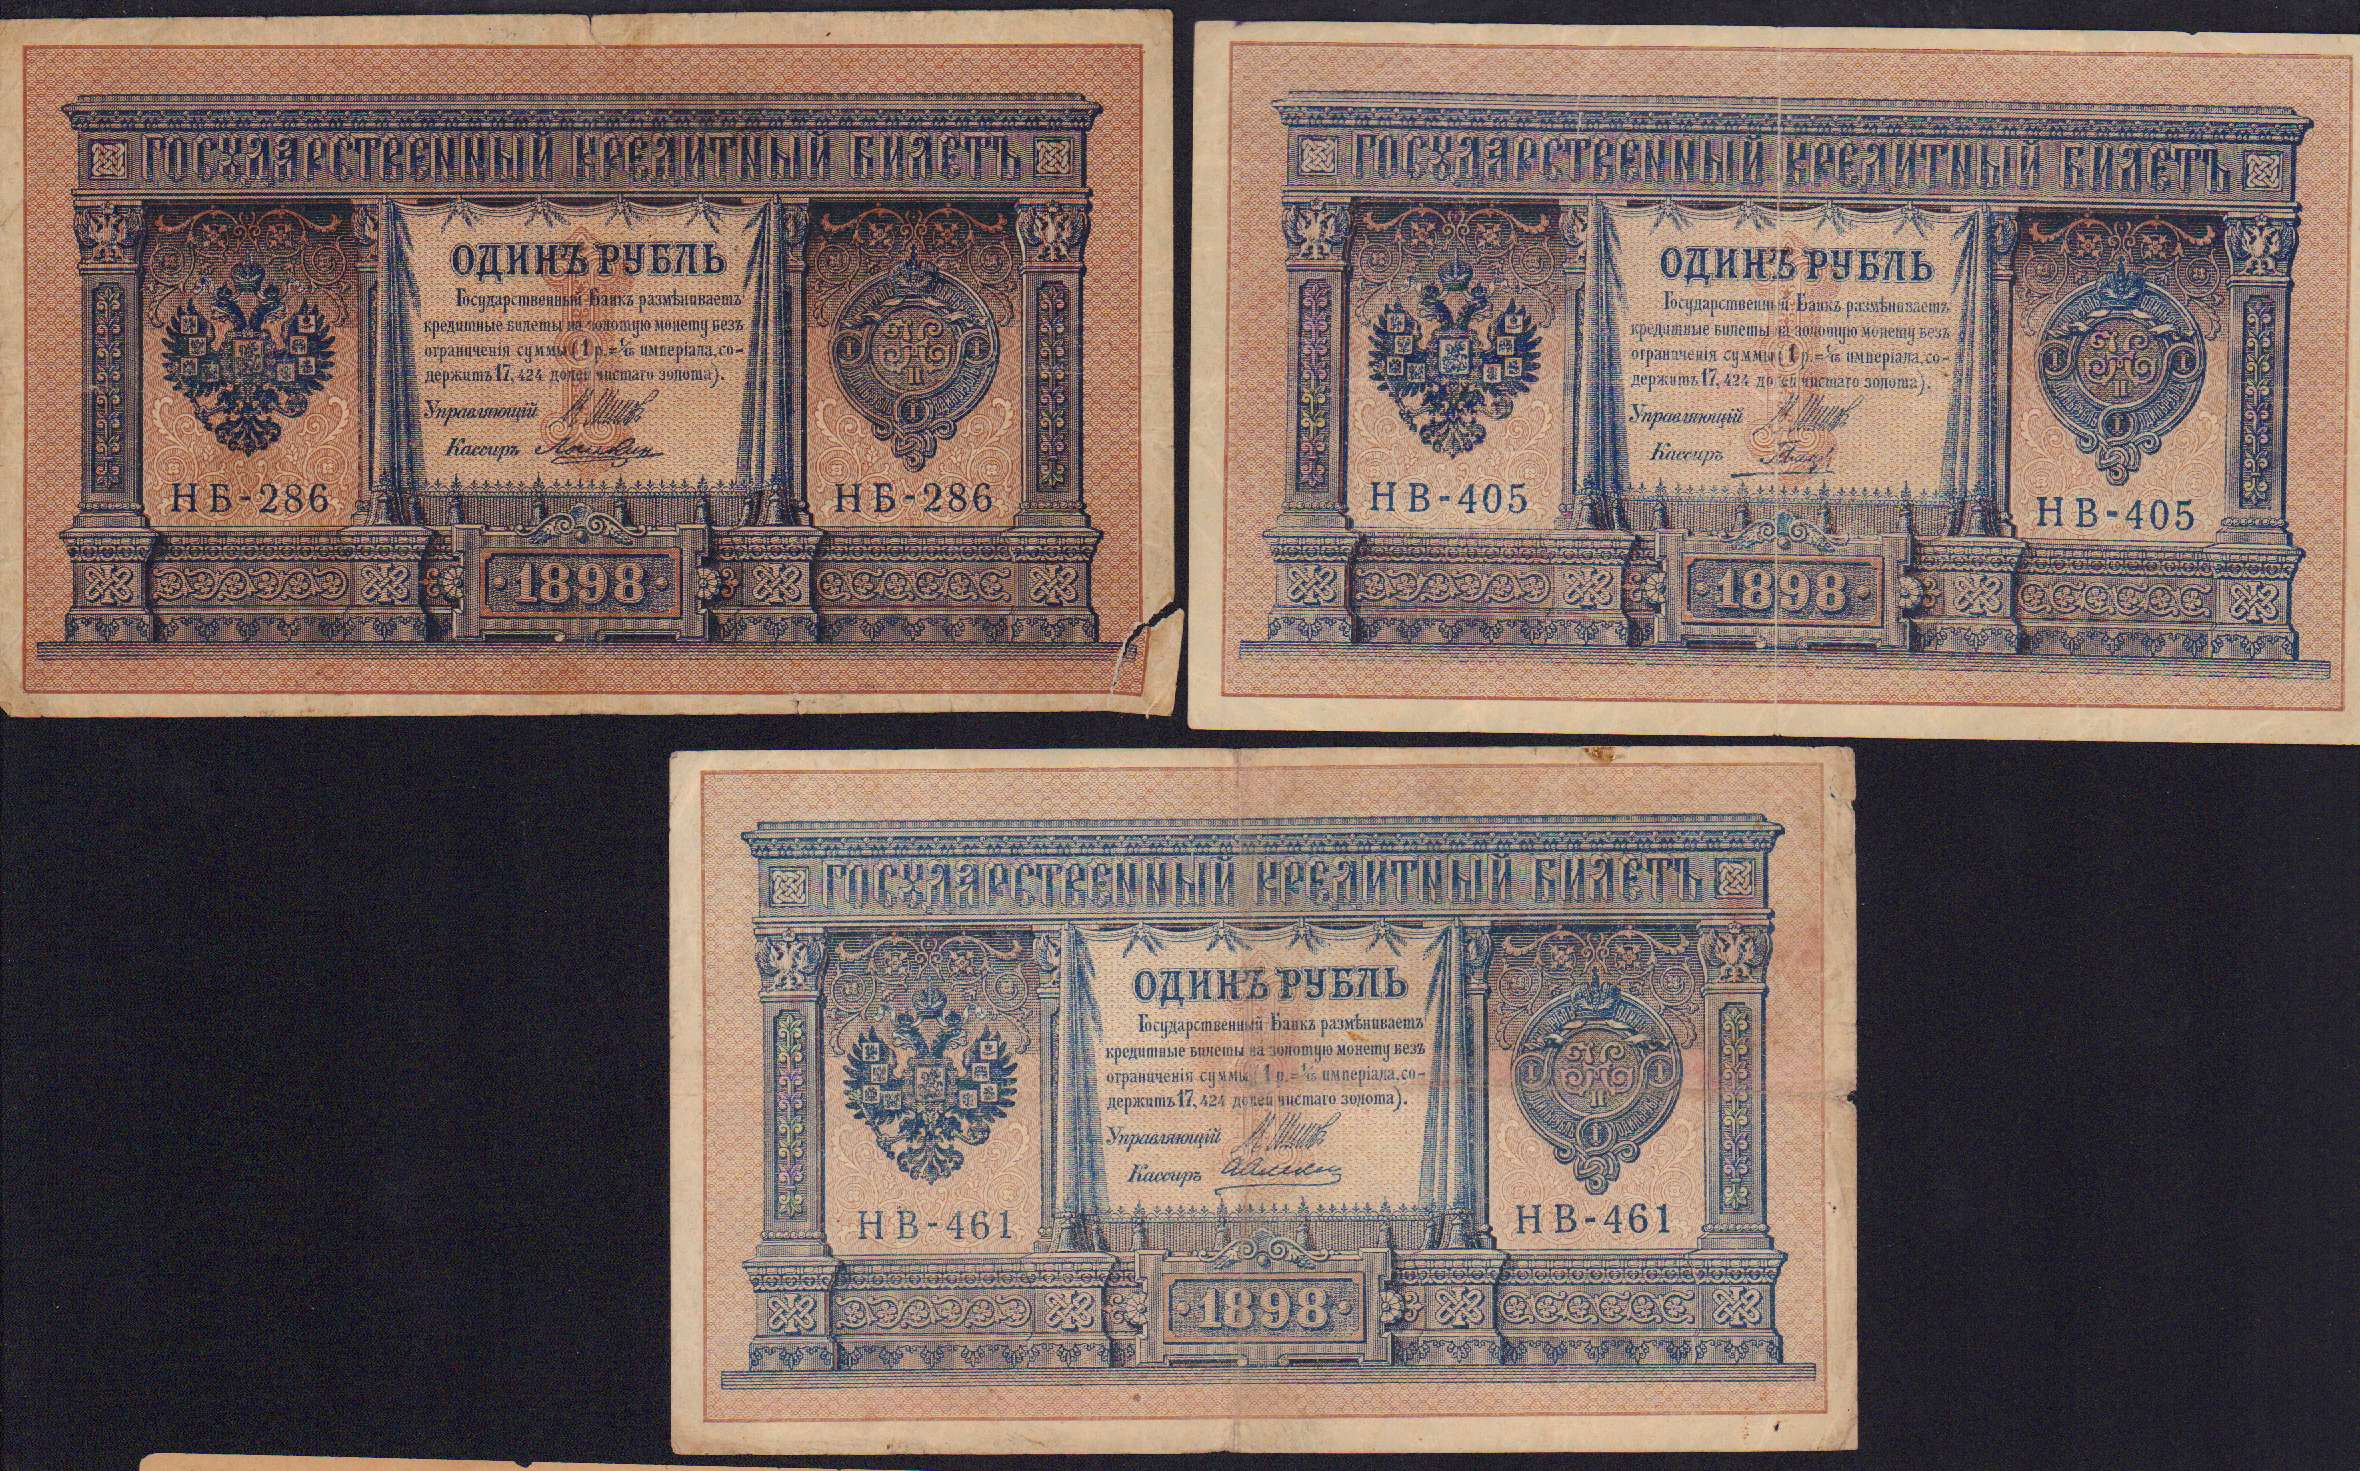 ГОСУДАРСТВЕННЫЙ КРЕДИТНЫЙ БИЛЕТЪ
ОДИНЪ РУБЛЬ
Государственный Банкъ размѣниваетъ
кредитные билеты на золотую монету безъ
ограниченія суммы (1 р. = 1/15 имперіала, со-
держитъ 17,424 долей чистаго золота).
Управляющій
Кассиръ
НБ-286 НБ-286
1898
ГОСУДАРСТВЕННЫЙ КРЕДИТНЫЙ БИЛЕТЪ
ОДИНЪ РУБЛЬ
Государственный Банкъ размѣниваетъ
кредитные билеты на золотую монету безъ
ограниченія суммы (1 р. = 1/15 имперіала, со-
держитъ 17,424 долей чистаго золота).
Управляющій
Кассиръ
НВ-405 НВ-405
1898
ГОСУДАРСТВЕННЫЙ КРЕДИТНЫЙ БИЛЕТЪ
ОДИНЪ РУБЛЬ
Государственный Банкъ размѣниваетъ
кредитные билеты на золотую монету безъ
ограниченія суммы (1 р. = 1/15 имперіала, со-
держитъ 17,424 долей чистаго золота).
Управляющій
Кассиръ
НВ-461 НВ-461
1898